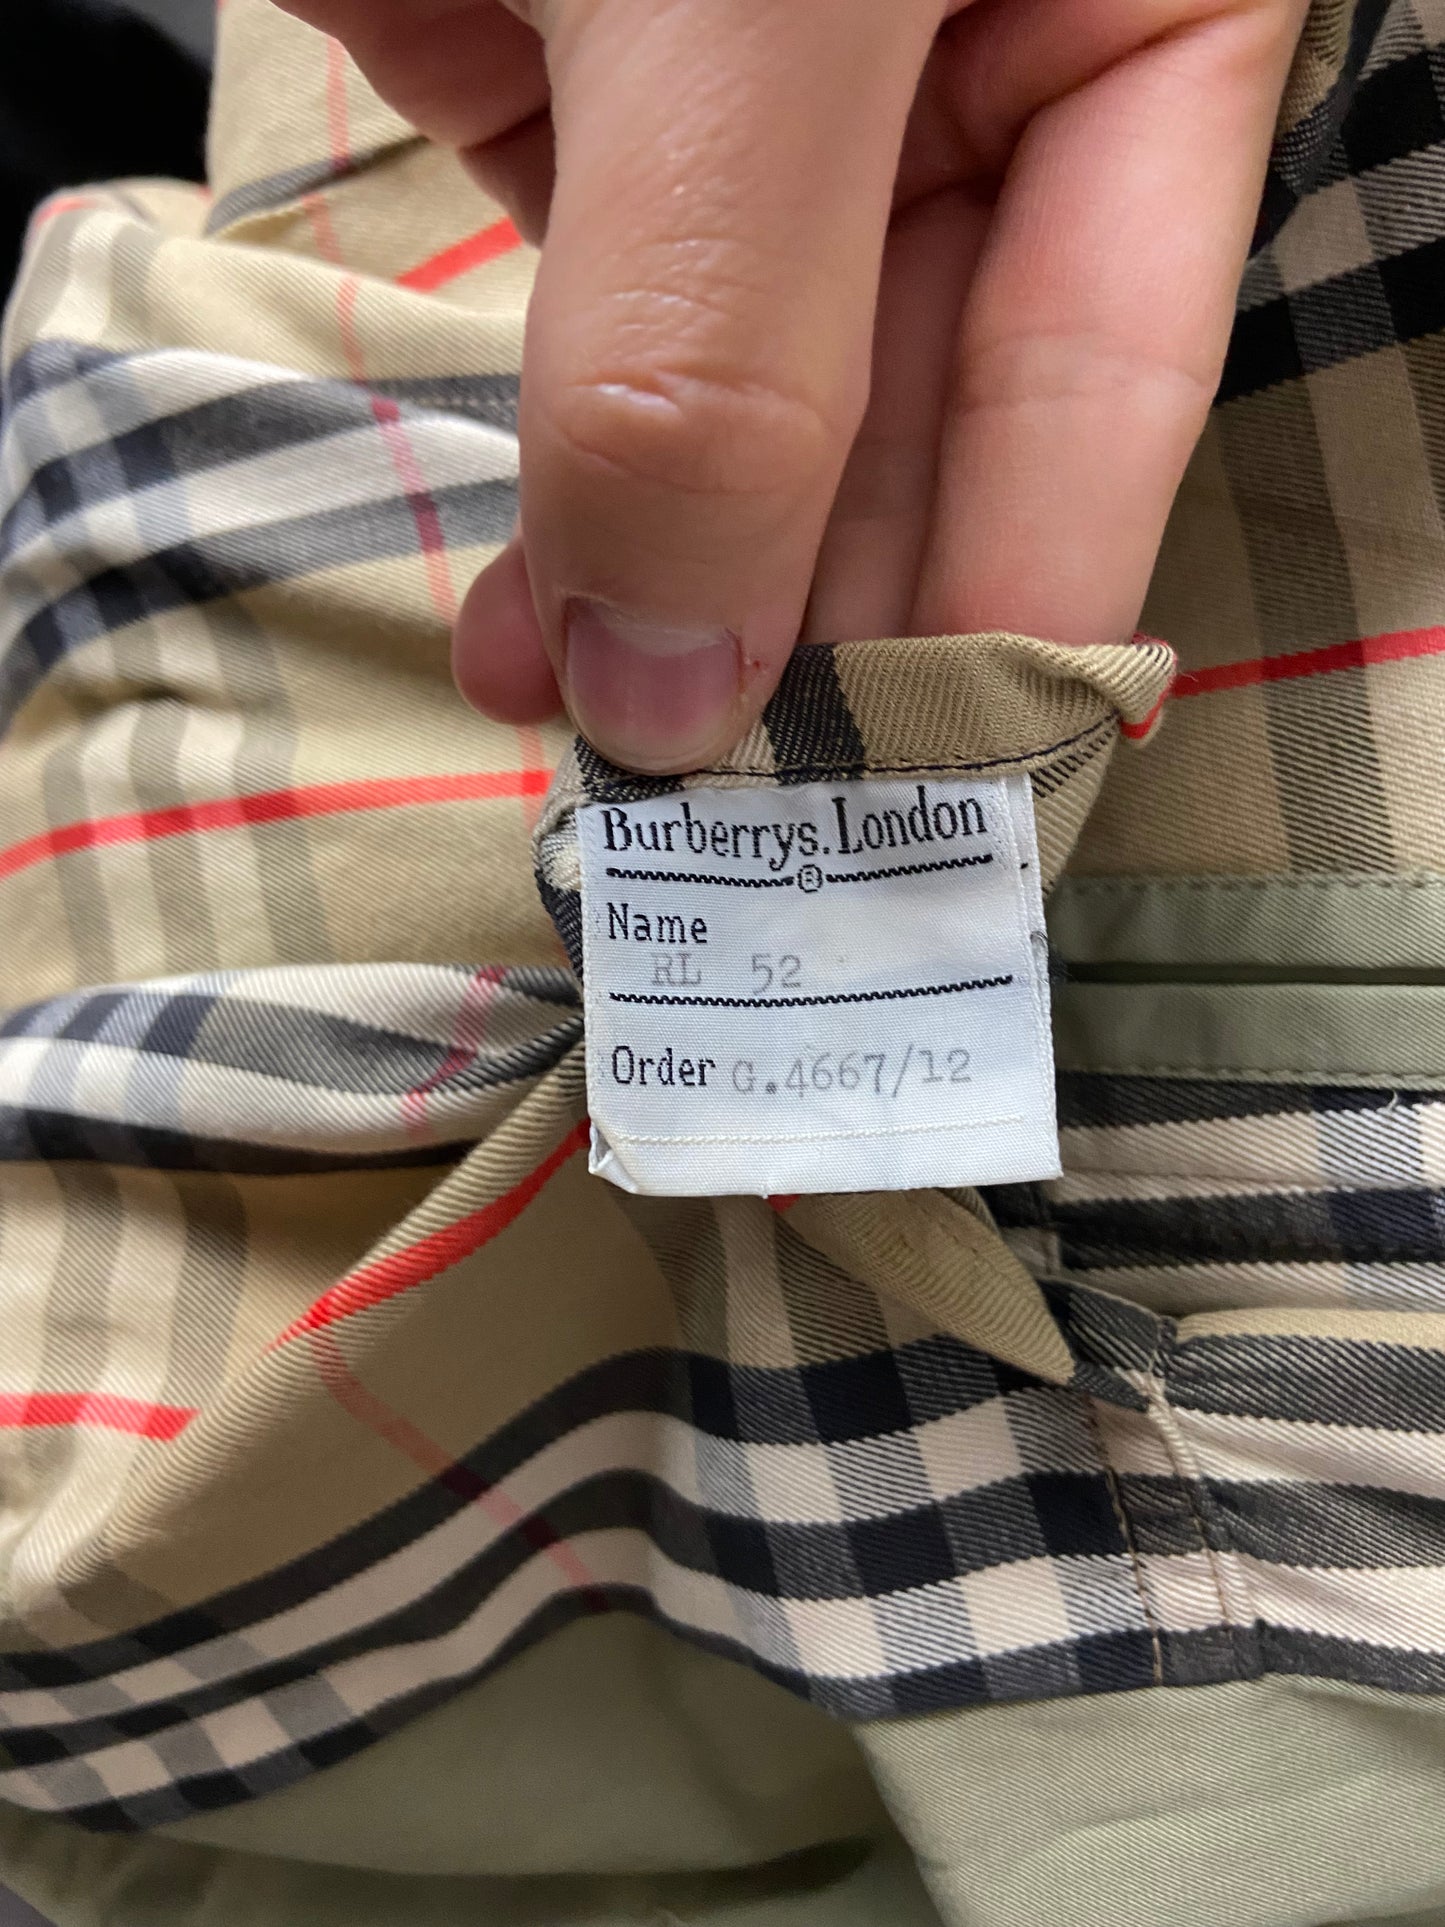 Burberrys. London
®
Name
RL 52
Order G.4667/12